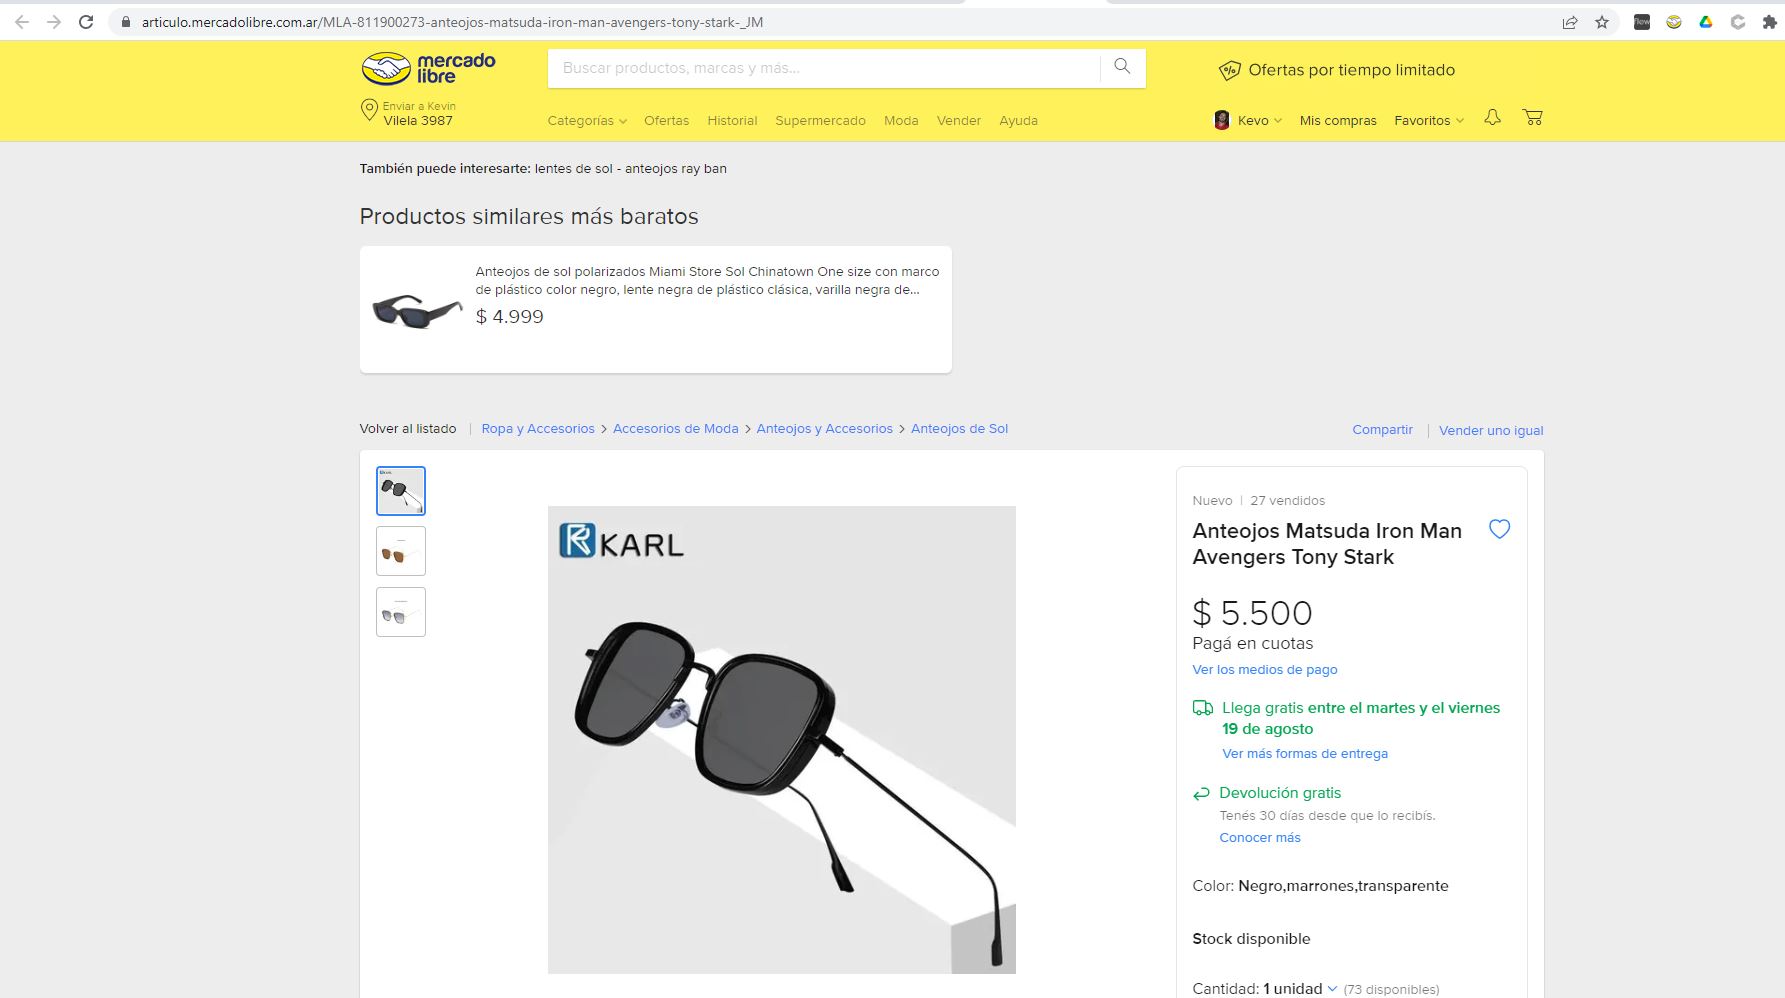 articulo.mercadolibre.com.ar/MLA-811900273-anteojos-matsuda-iron-man-avengers-tony-stark-_JM
mercado
libre
Buscar productos, marcas y más...
Ofertas por tiempo limitado
Enviar a Kevin
Vilela 3987
Categorías Ofertas Historial Supermercado Moda Vender Ayuda
Kevo Mis compras Favoritos
También puede interesarte: lentes de sol - anteojos ray ban
Productos similares más baratos
Anteojos de sol polarizados Miami Store Sol Chinatown One size con marco
de plástico color negro, lente negra de plástico clásica, varilla negra de...
$ 4.999
Volver al listado | Ropa y Accesorios > Accesorios de Moda > Anteojos y Accesorios > Anteojos de Sol
Compartir | Vender uno igual
KARL
Nuevo | 27 vendidos
Anteojos Matsuda Iron Man
Avengers Tony Stark
$ 5.500
Pagá en cuotas
Ver los medios de pago
Llega gratis entre el martes y el viernes
19 de agosto
Ver más formas de entrega
Devolución gratis
Tenés 30 días desde que lo recibís.
Conocer más
Color: Negro,marrones,transparente
Stock disponible
Cantidad: 1 unidad (73 disponibles)